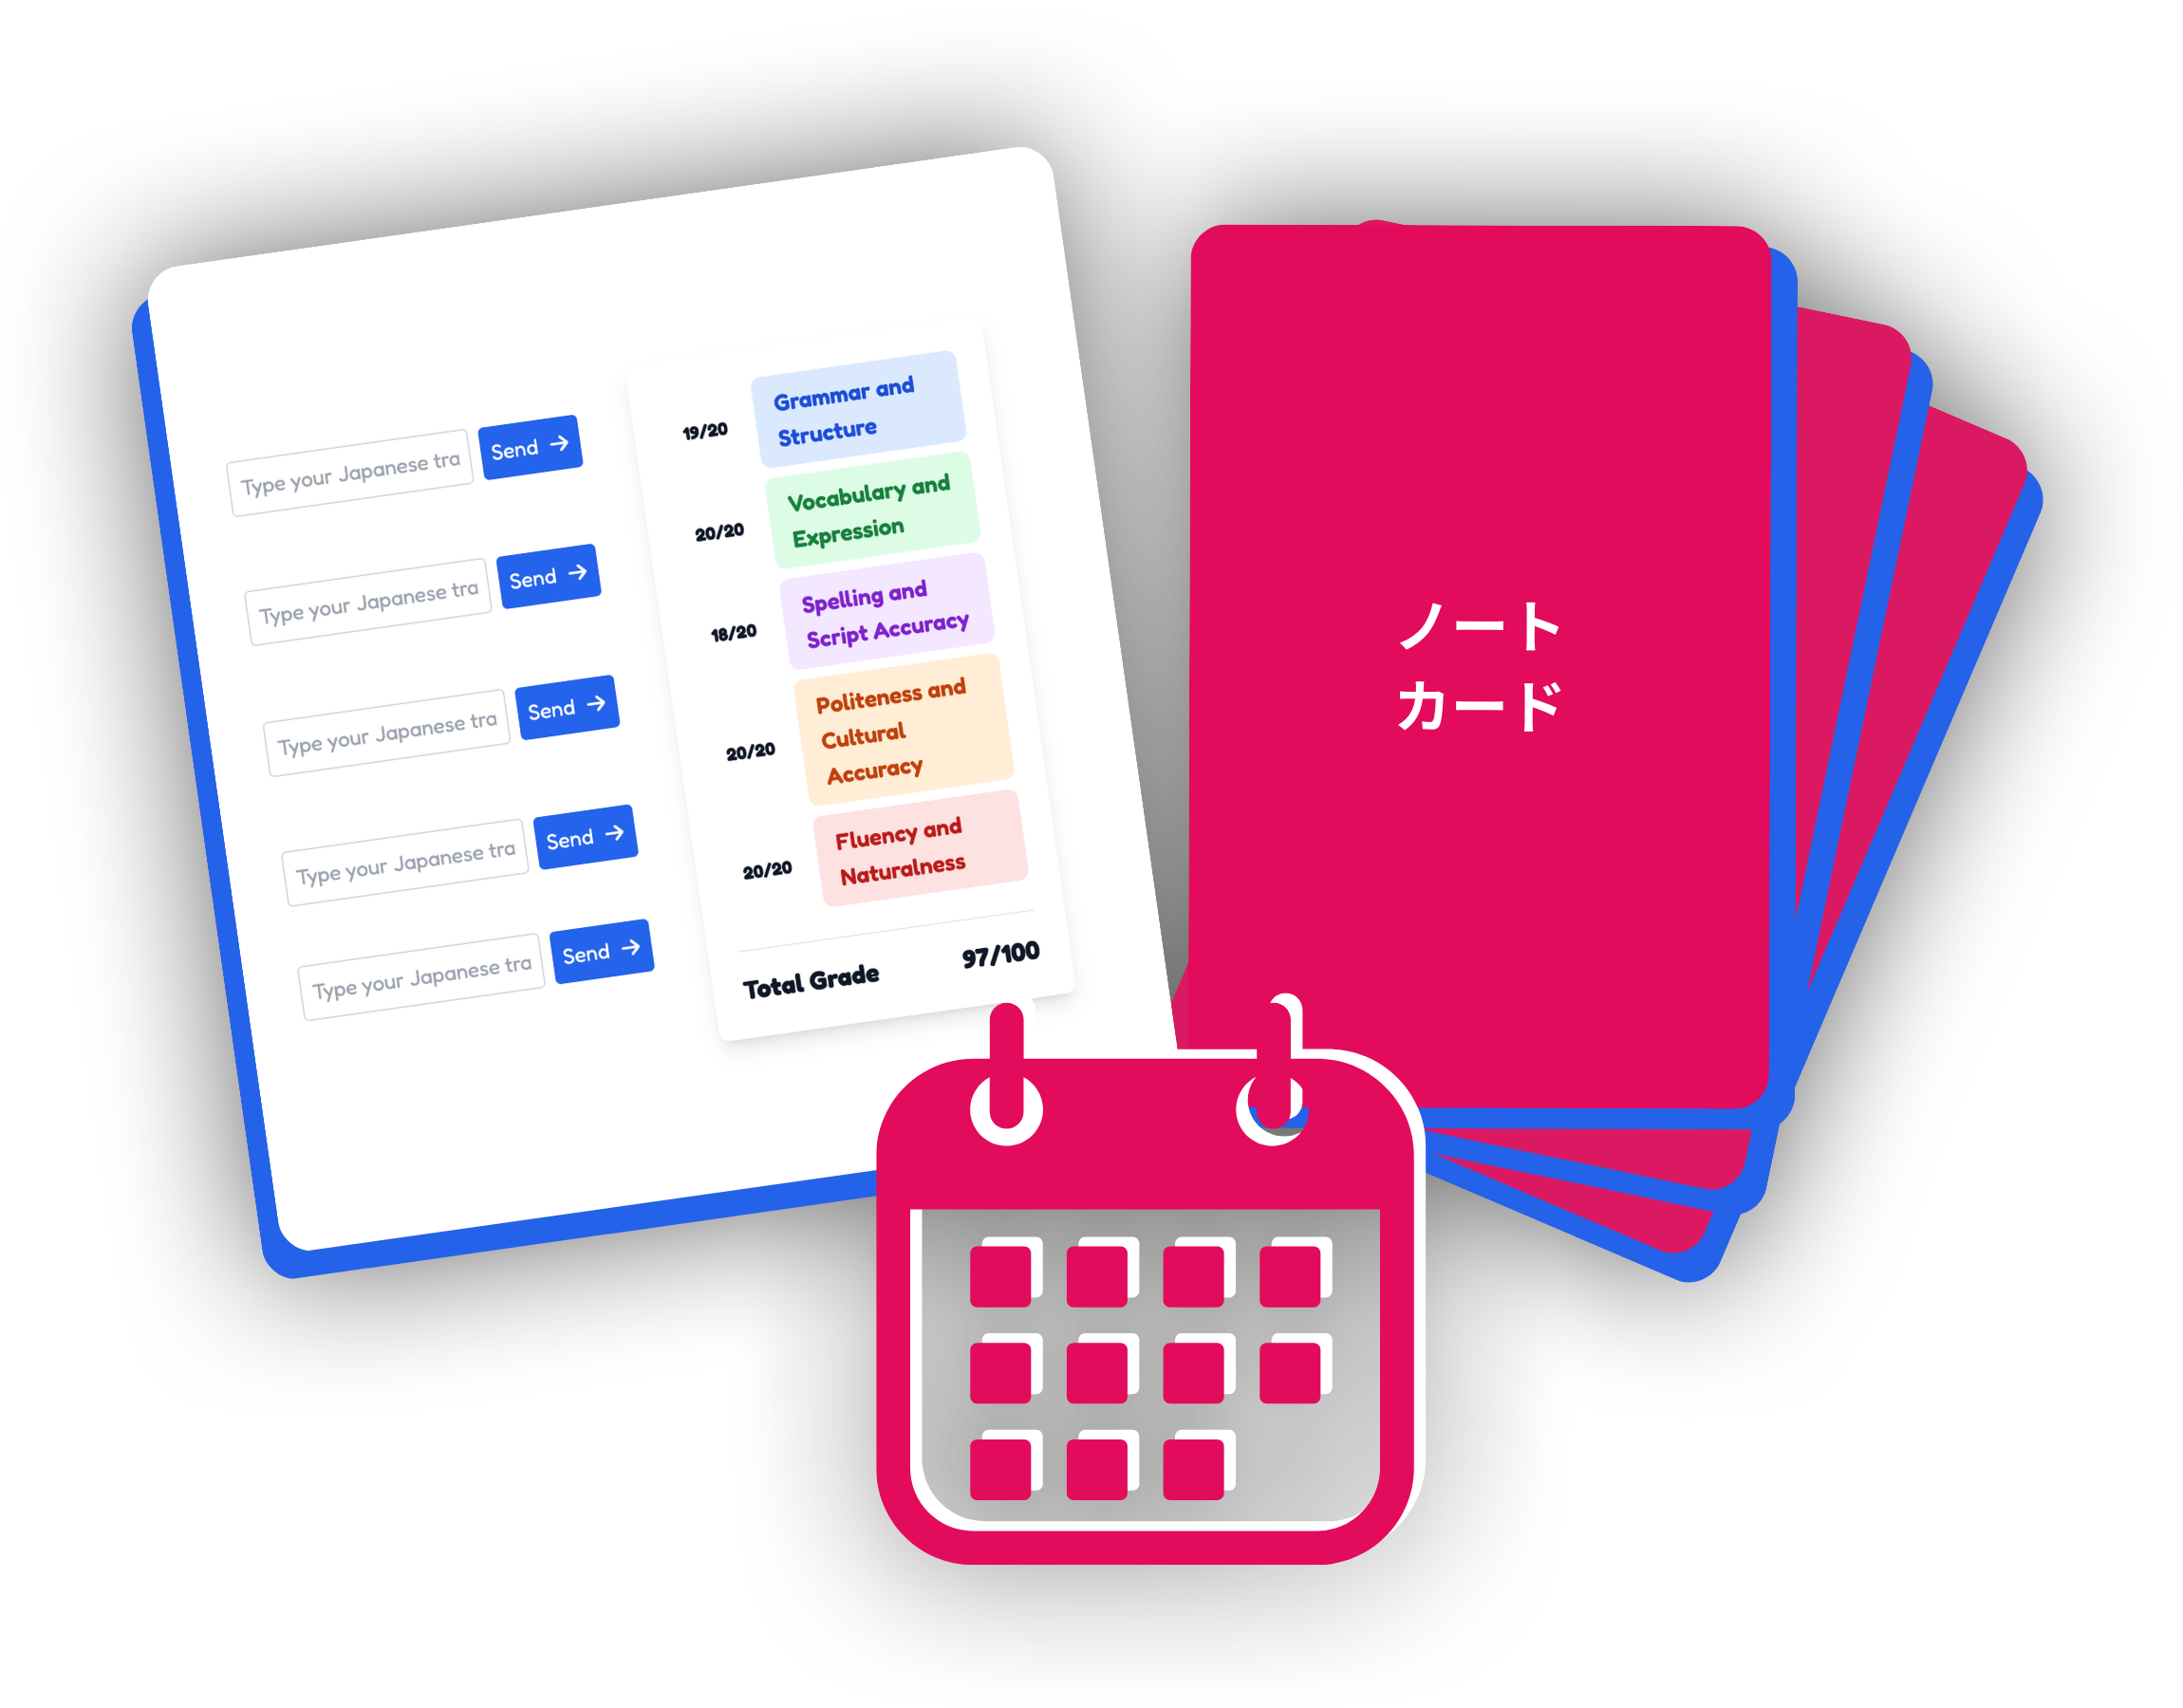 Type your Japanese tra
Send →
Type your Japanese tra
Send →
Type your Japanese tra
Send →
Type your Japanese tra
Send →
Type your Japanese tra
Send →
19/20
Grammar and
Structure
20/20
Vocabulary and
Expression
18/20
Spelling and
Script Accuracy
20/20
Politeness and
Cultural
Accuracy
20/20
Fluency and
Naturalness
Total Grade 97/100
ノート
カード